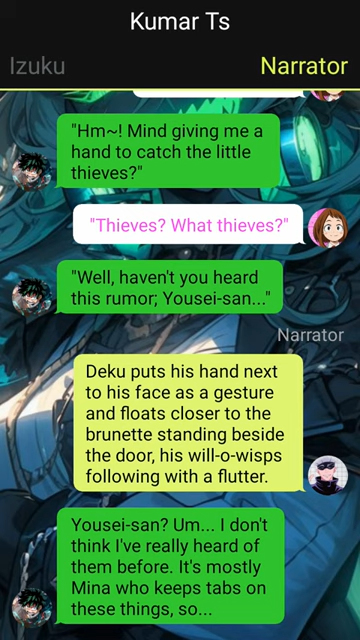 Kumar Ts
Izuku
Narrator
"Hm~! Mind giving me a
hand to catch the little
thieves?"
"Thieves? What thieves?"
"Well, haven't you heard
this rumor; Yousei-san..."
Narrator
Deku puts his hand next
to his face as a gesture
and floats closer to the
brunette standing beside
the door, his will-o-wisps
following with a flutter.
Yousei-san? Um... I don't
think I've really heard of
them before. It's mostly
Mina who keeps tabs on
these things, so...